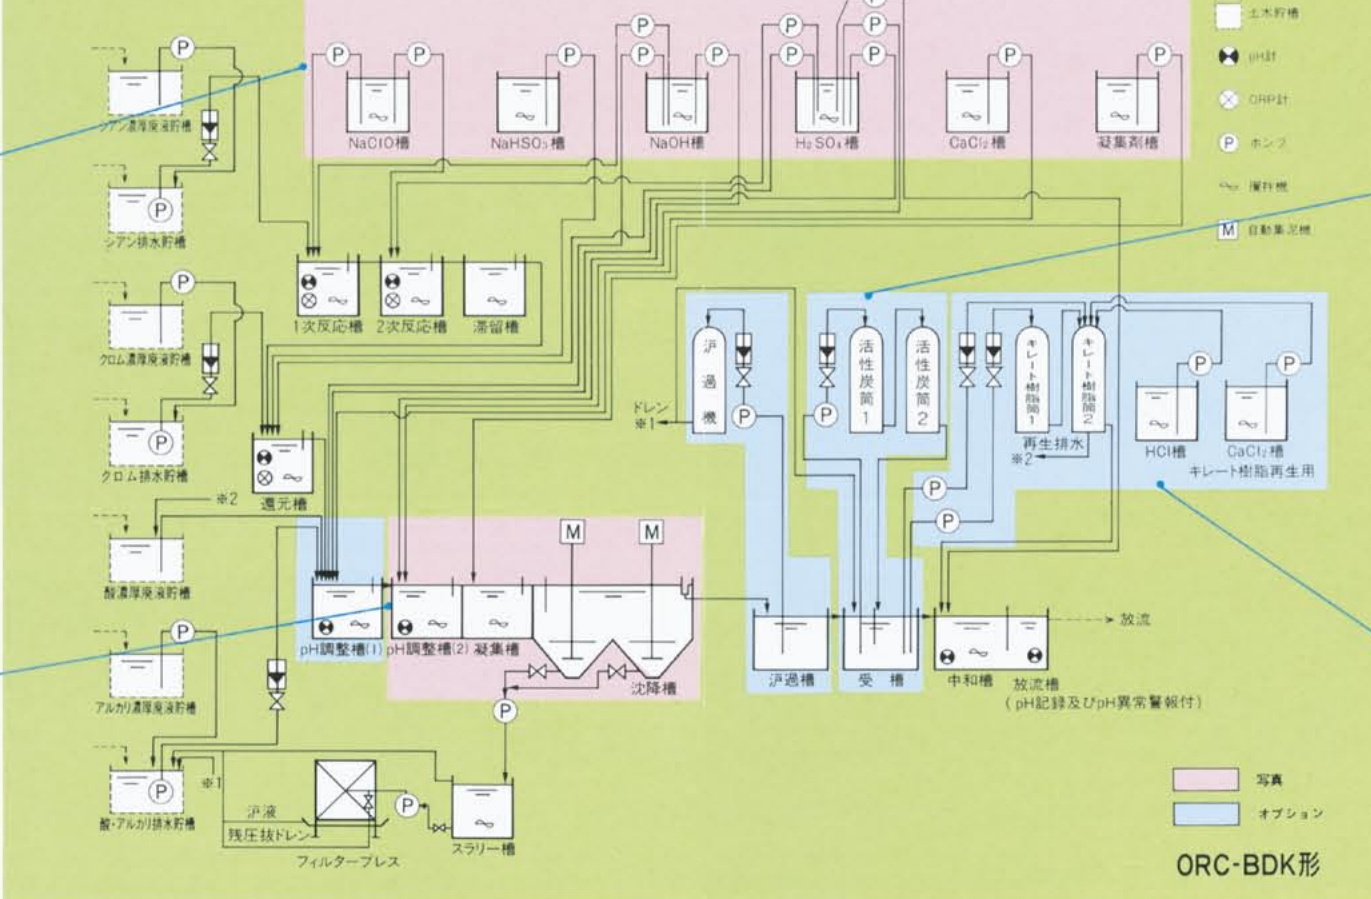 土木貯槽
pH計
ORP計
ポンプ
攪拌機
M 自動集泥機
P
P
P
P
P
P
P
P
P
P
P
P
P
NaClO槽
NaHSO₃槽
NaOH槽
H₂SO₄槽
CaCl₂槽
凝集剤槽
シアン濃厚廃液貯槽
P
シアン排水貯槽
1次反応槽
2次反応槽
滞留槽
P
クロム濃厚廃液貯槽
P
クロム排水貯槽
還元槽
※2
酸濃厚廃液貯槽
P
アルカリ濃厚廃液貯槽
P
酸・アルカリ排水貯槽
※1
沪過機
ドレン
※1
P
P
活性炭筒1
活性炭筒2
キレート樹脂筒1
キレート樹脂筒2
再生排水
※2
P
P
HCl槽
CaCl₂槽
キレート樹脂再生用
P
P
M
M
pH調整槽(1)
pH調整槽(2)
凝集槽
沈降槽
P
沪過槽
受槽
中和槽
放流槽
(pH記録及びpH異常警報付)
放流
沪液
残圧抜ドレン
フィルタープレス
P
スラリー槽
写真
オプション
ORC-BDK形